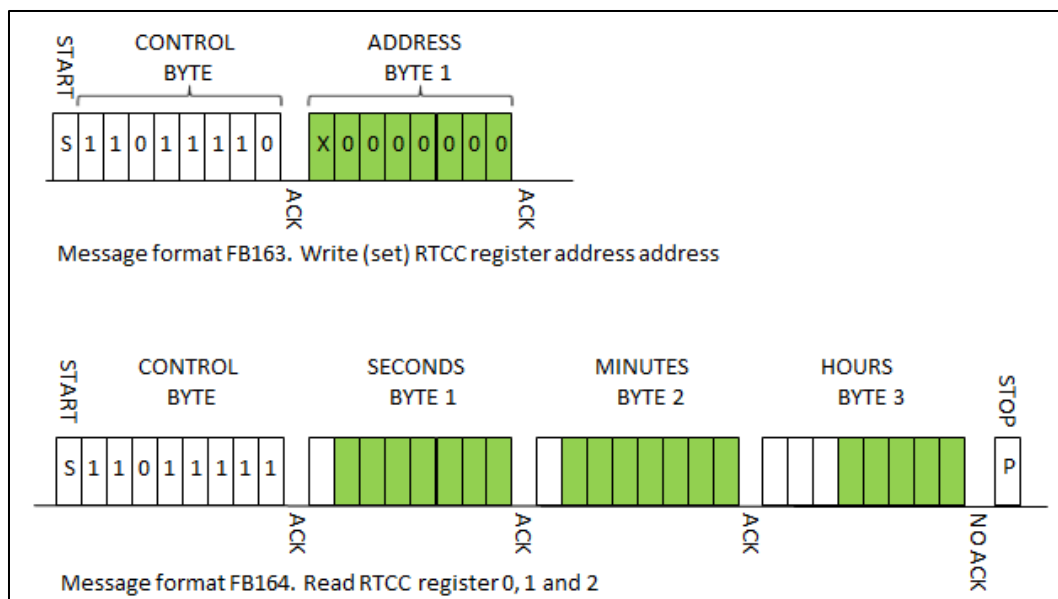 START
CONTROL
BYTE
ADDRESS
BYTE 1
S 1 1 0 1 1 1 1 0
X 0 0 0 0 0 0 0
ACK
ACK
Message format FB163. Write (set) RTCC register address address
START
CONTROL
BYTE
SECONDS
BYTE 1
MINUTES
BYTE 2
HOURS
BYTE 3
STOP
S 1 1 0 1 1 1 1 1
P
ACK
ACK
ACK
NO ACK
Message format FB164. Read RTCC register 0, 1 and 2